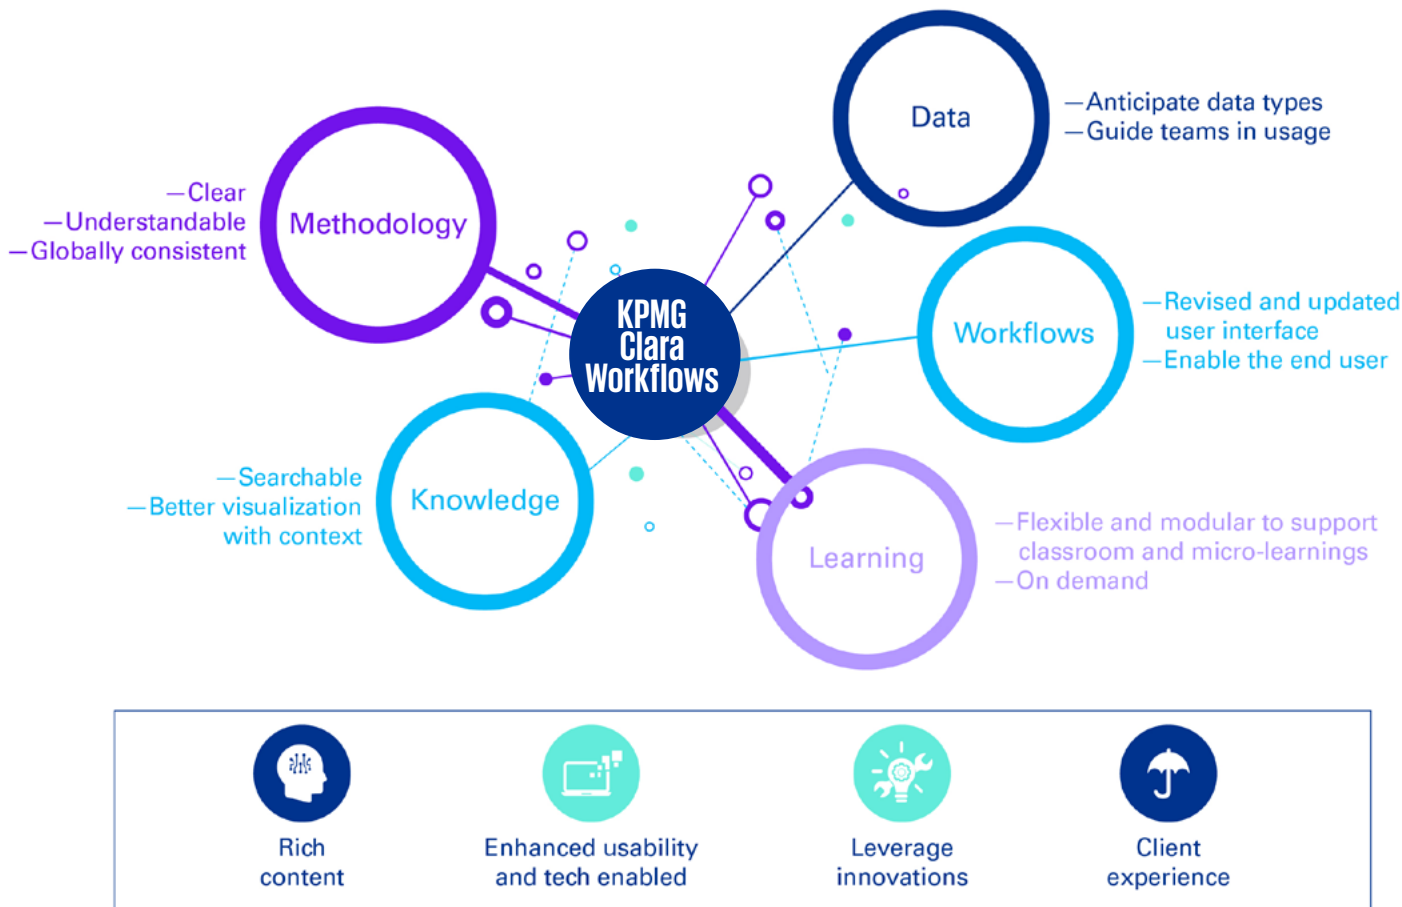 Data
—Anticipate data types
—Guide teams in usage
Methodology
—Clear
—Understandable
—Globally consistent
KPMG
Clara
Workflows
Workflows
—Revised and updated
user interface
—Enable the end user
Knowledge
—Searchable
—Better visualization
with context
Learning
—Flexible and modular to support
classroom and micro-learnings
—On demand
Rich
content
Enhanced usability
and tech enabled
Leverage
innovations
Client
experience